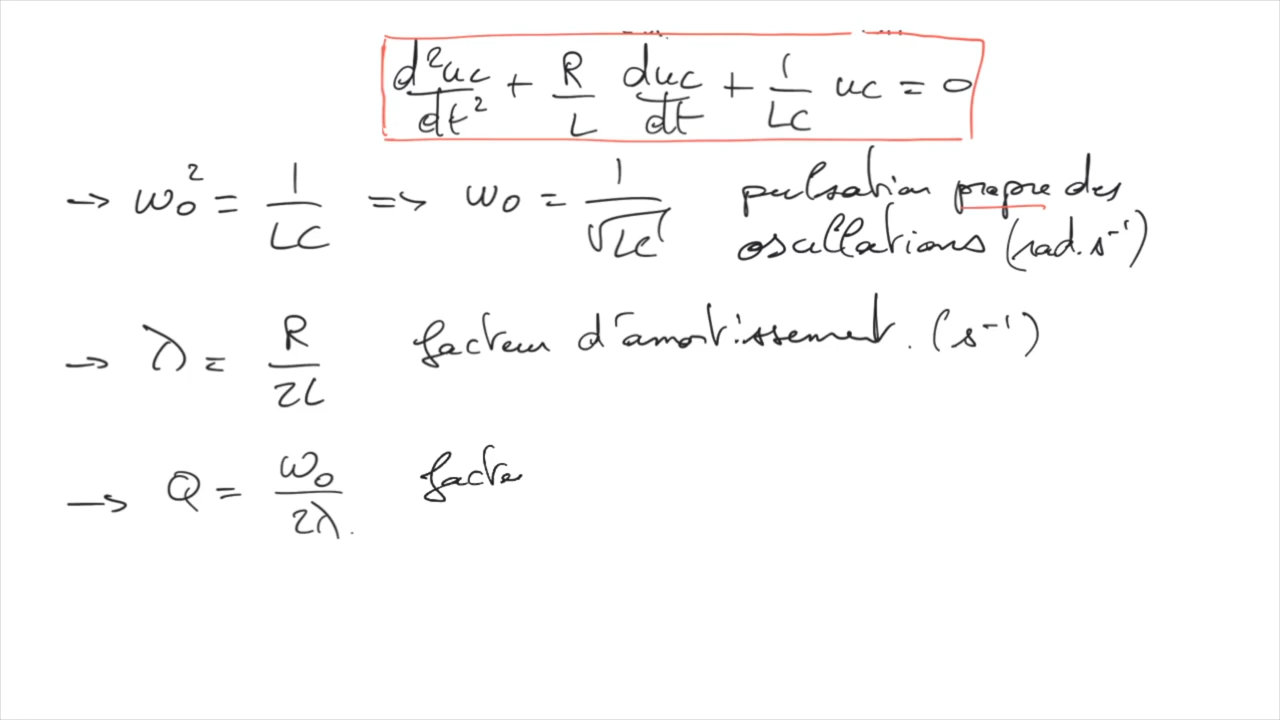 d²uc/dt² + R/L duc/dt + 1/LC uc = 0
→ ω₀² = 1/LC => ω₀ = 1/√LC pulsation propre des
oscillations (rad.s⁻¹)
→ λ = R/2L facteur d'amortissement. (s⁻¹)
→ Q = ω₀/2λ. facte